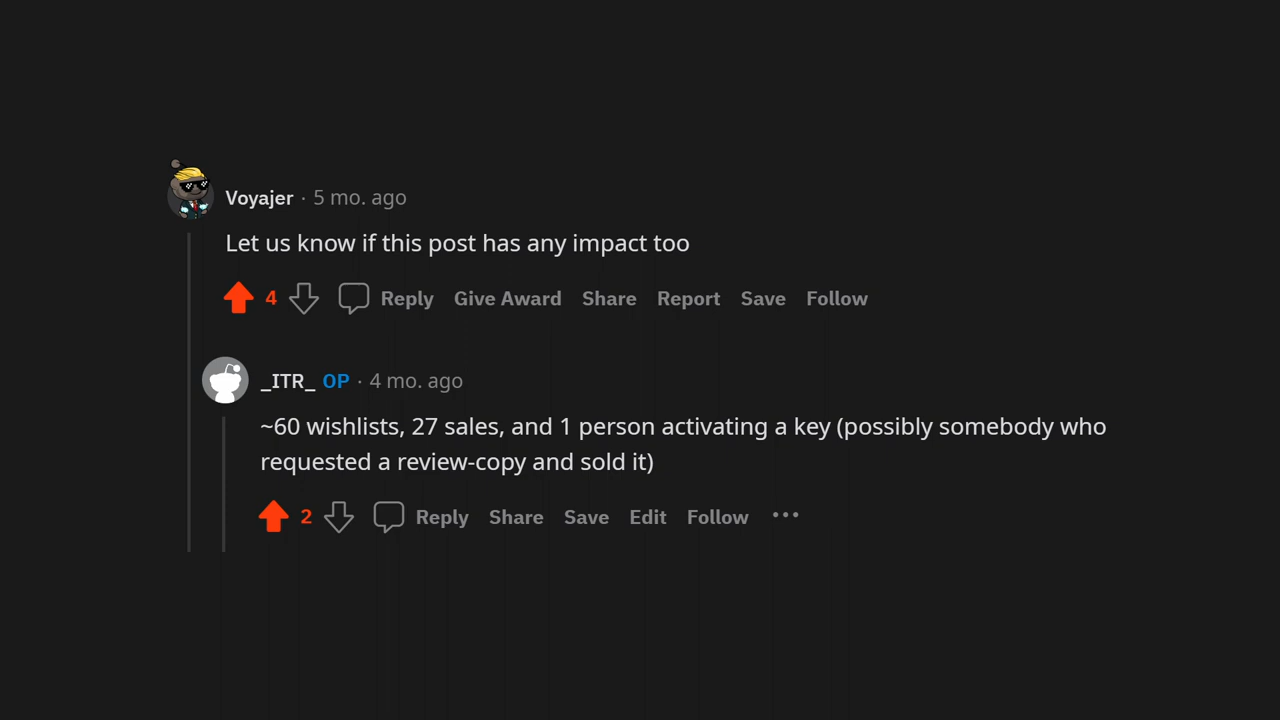 Voyajer · 5 mo. ago
Let us know if this post has any impact too
4 Reply Give Award Share Report Save Follow
_ITR_ OP · 4 mo. ago
~60 wishlists, 27 sales, and 1 person activating a key (possibly somebody who
requested a review-copy and sold it)
2 Reply Share Save Edit Follow ···